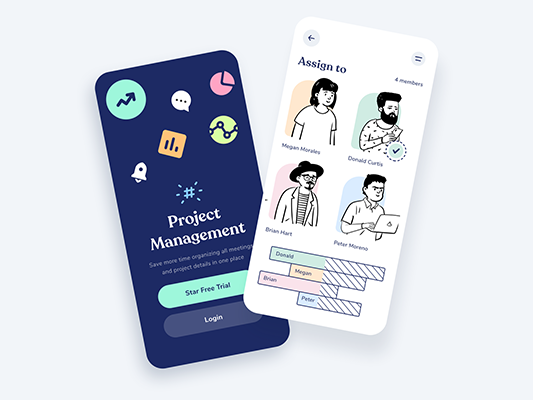 Project
Management
Save more time organizing all meetings
and project details in one place
Star Free Trial
Login
Assign to
4 members
Megan Morales
Donald Curtis
Brian Hart
Peter Moreno
Donald
Megan
Brian
Peter